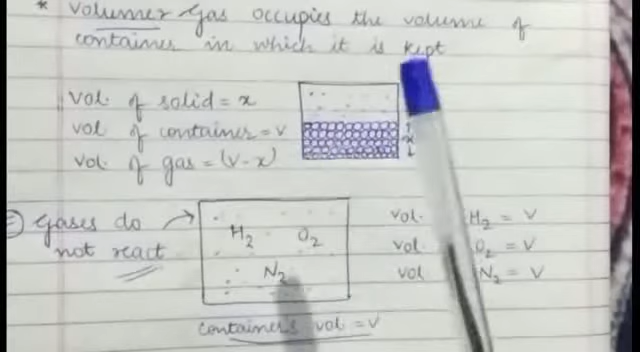 * Volume :- Gas occupies the volume of
container in which it is kept
Vol. of solid = x
vol of container = v
vol. of gas = (v-x)
x
Gases do
not react
H2 O2
N2
vol. H2 = V
vol O2 = V
vol N2 = V
container's vol = V